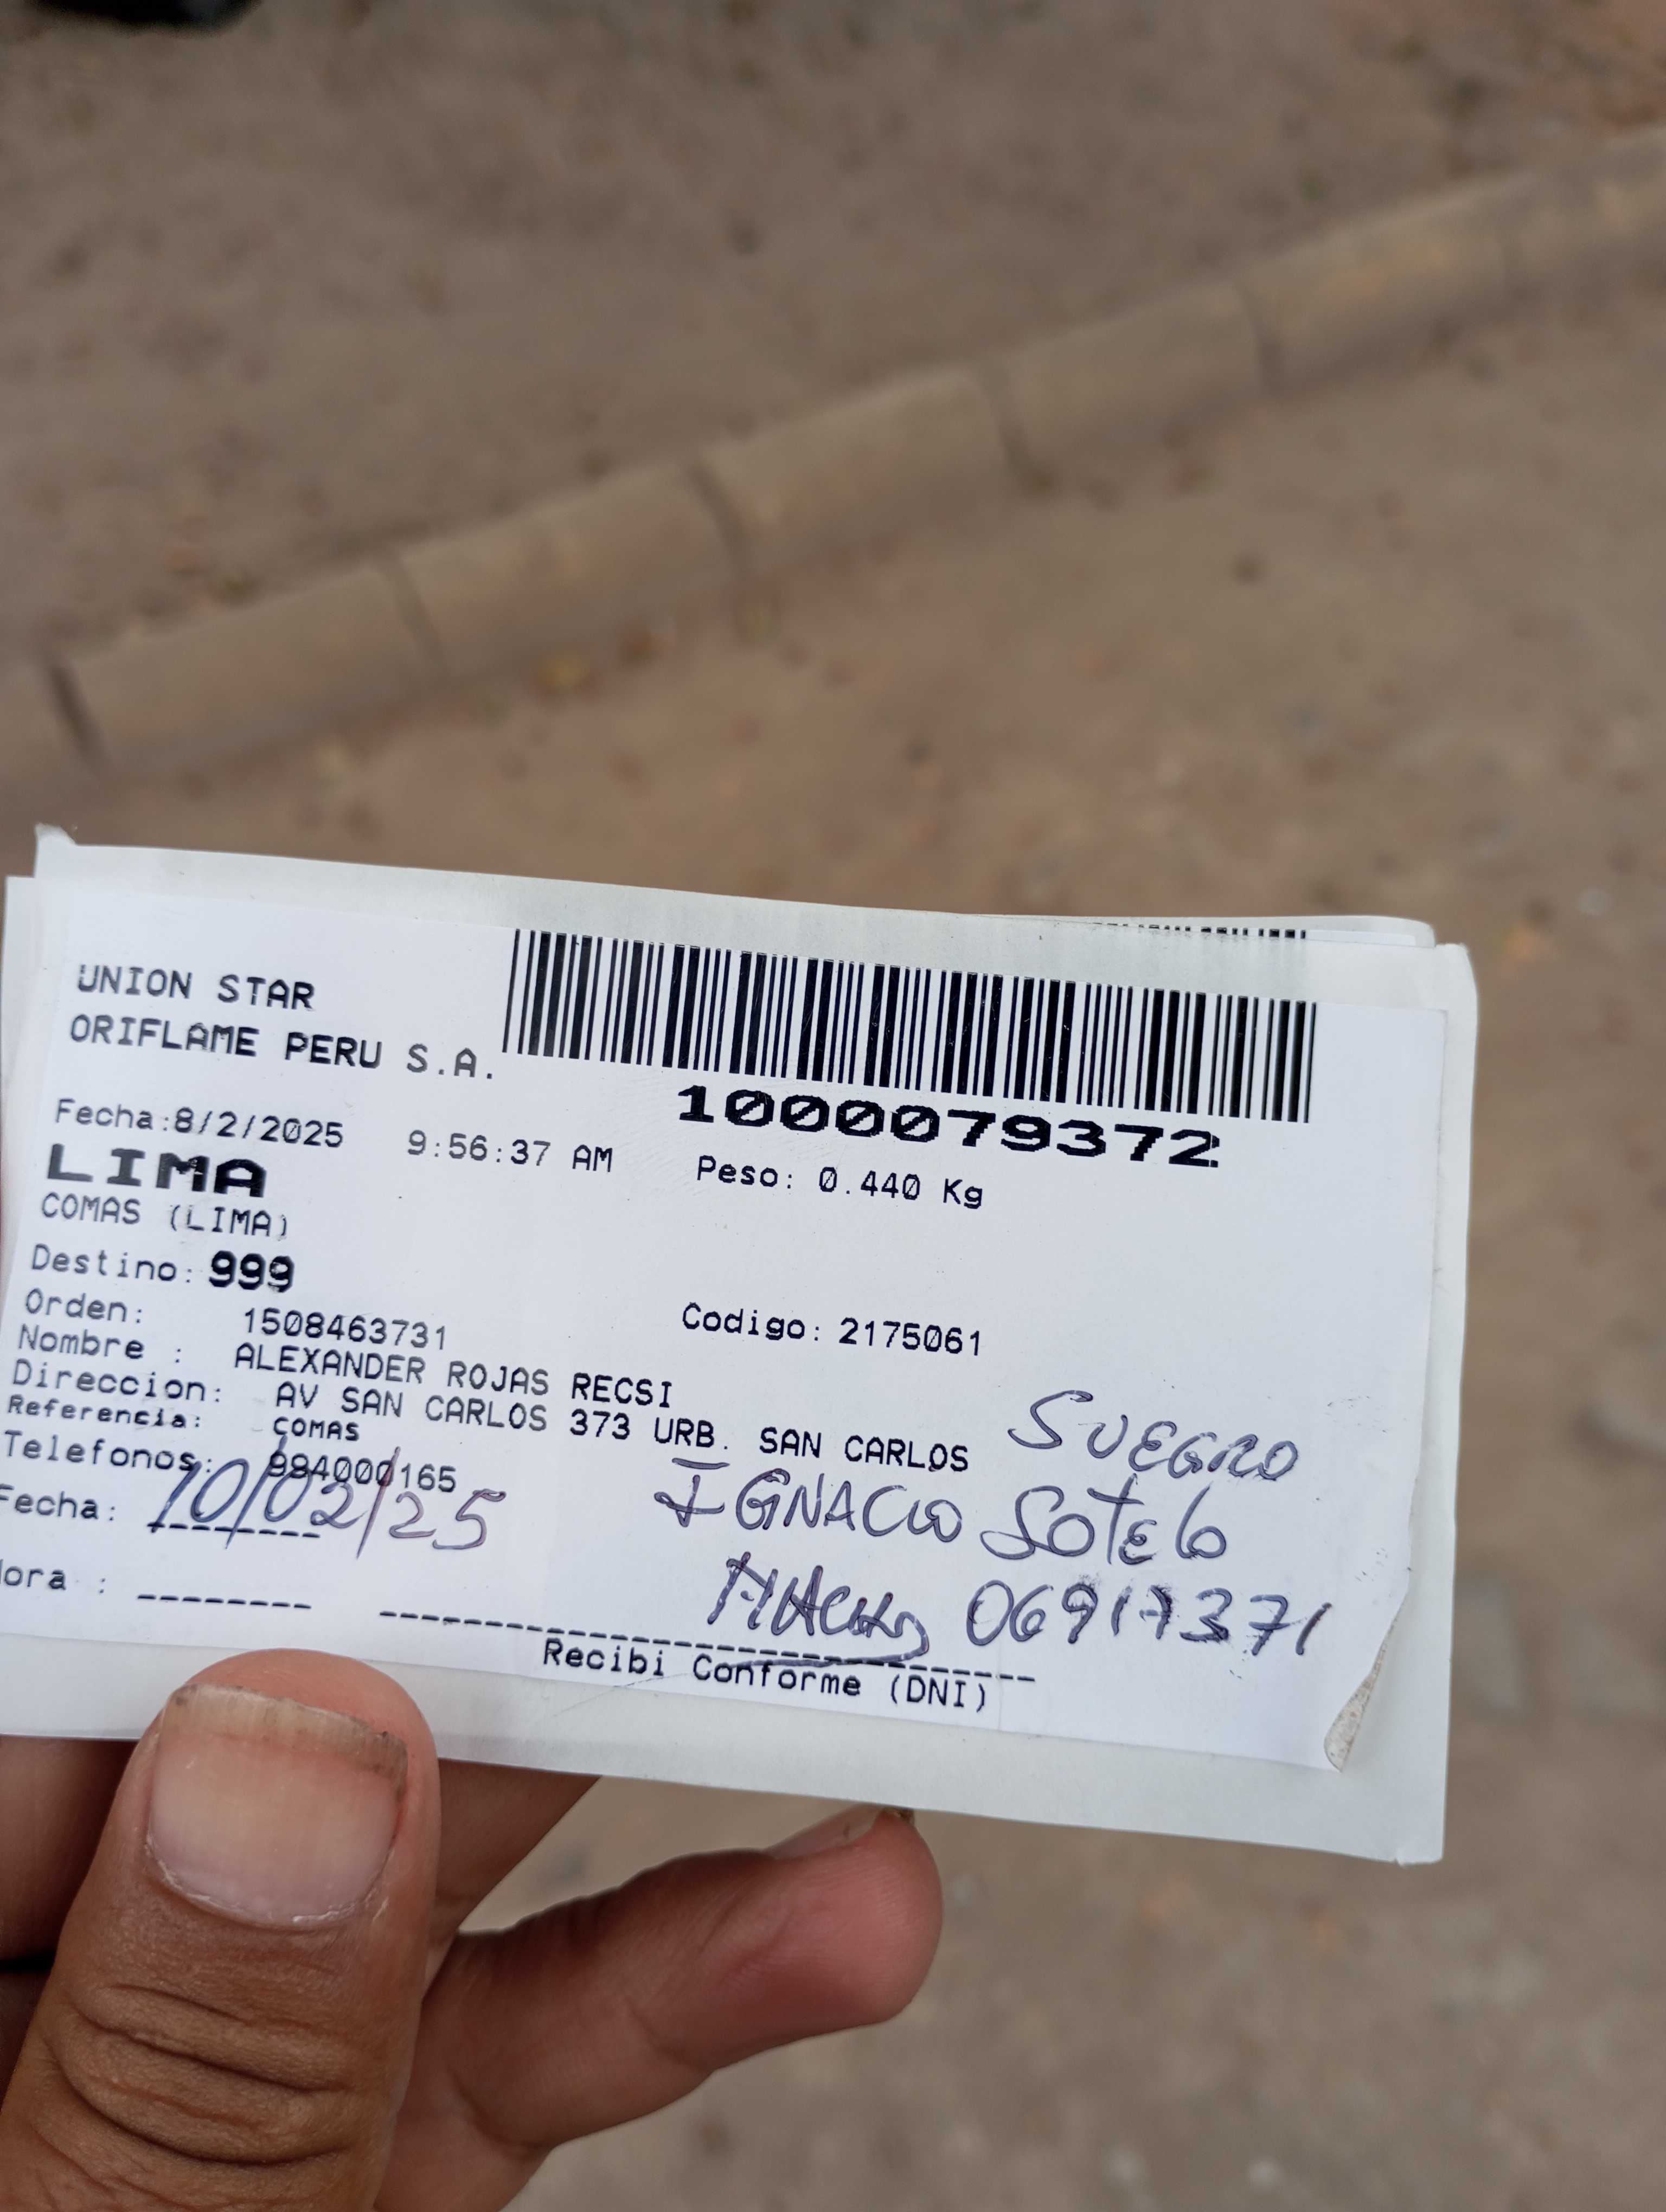 UNION STAR
ORIFLAME PERU S.A.
1000079372
Fecha:8/2/2025 9:56:37 AM Peso: 0.440 Kg
LIMA
COMAS (LIMA)
Destino: 999
Orden: 1508463731 Codigo: 2175061
Nombre : ALEXANDER ROJAS RECSI
Direccion: AV SAN CARLOS 373 URB. SAN CARLOS
Referencia: COMAS
SUEGRO
Telefonos: 994000165
IGNACIO SOTELO
Fecha: 10/02/25
06917371
ora :
Recibi Conforme (DNI)